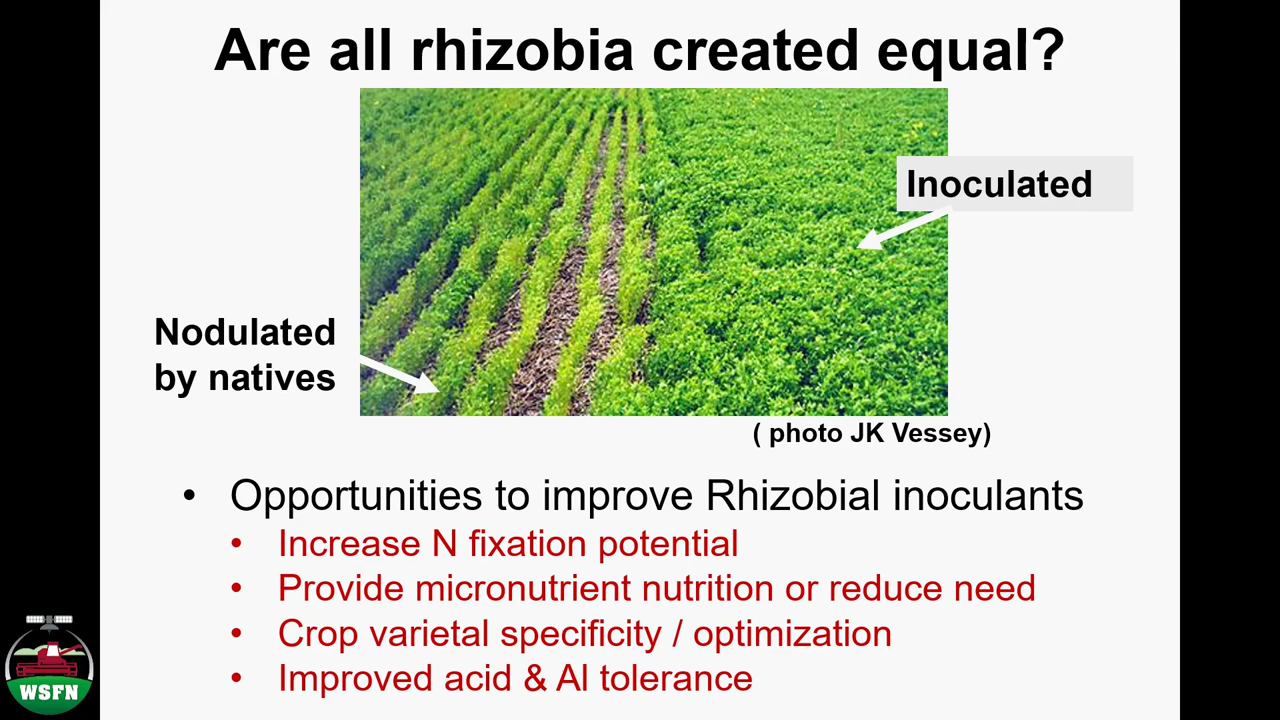 Are all rhizobia created equal?
Inoculated
Nodulated
by natives
( photo JK Vessey)
• Opportunities to improve Rhizobial inoculants
• Increase N fixation potential
• Provide micronutrient nutrition or reduce need
• Crop varietal specificity / optimization
• Improved acid & Al tolerance
WSFN